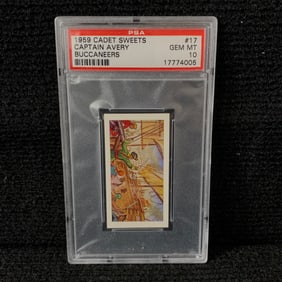 PSA
1959 CADET SWEETS #17
CAPTAIN AVERY GEM MT
BUCCANEERS 10
17774005